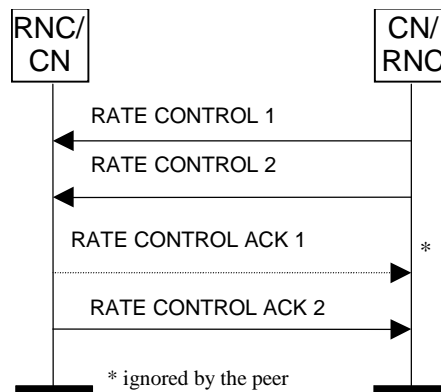 RNC/
CN
CN/
RNC
RATE CONTROL 1
RATE CONTROL 2
RATE CONTROL ACK 1
*
RATE CONTROL ACK 2
* ignored by the peer